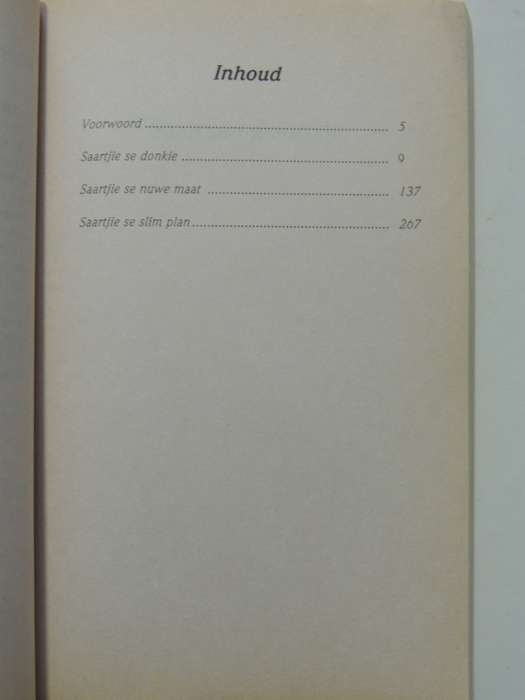 Inhoud
Voorwoord ........................................ 5
Saartjie se donkie ........................................ 9
Saartjie se nuwe maat ........................................ 137
Saartjie se slim plan ........................................ 267